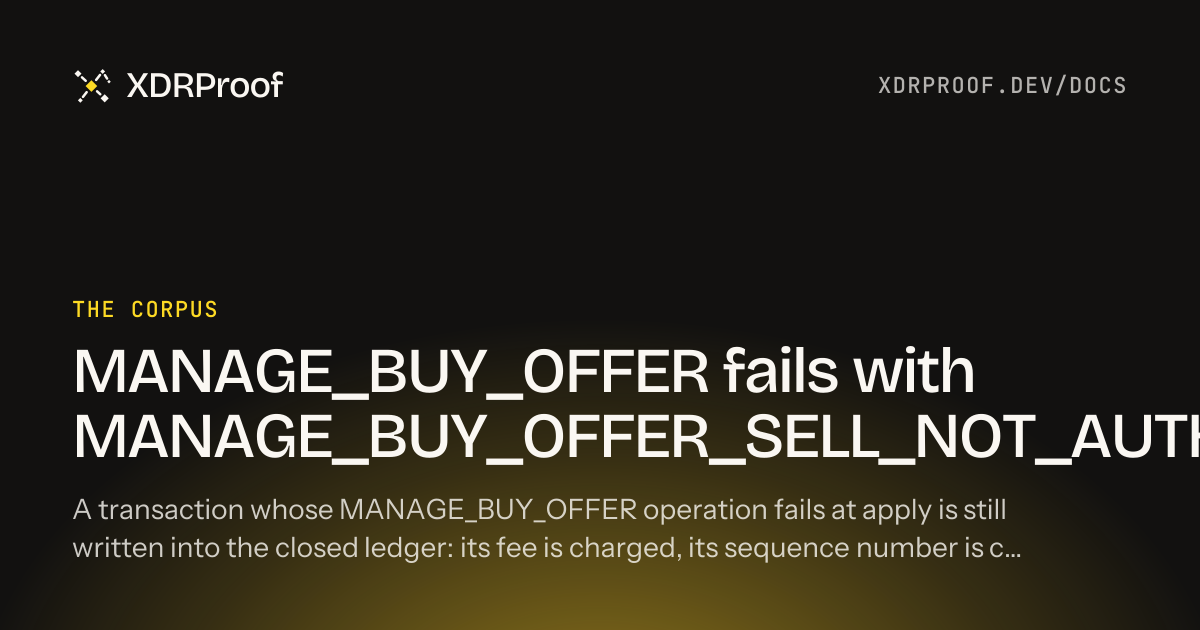 XDRProof
XDRPROOF.DEV/DOCS
THE CORPUS
MANAGE_BUY_OFFER fails with
MANAGE_BUY_OFFER_SELL_NOT_AUTH
A transaction whose MANAGE_BUY_OFFER operation fails at apply is still
written into the closed ledger: its fee is charged, its sequence number is c...